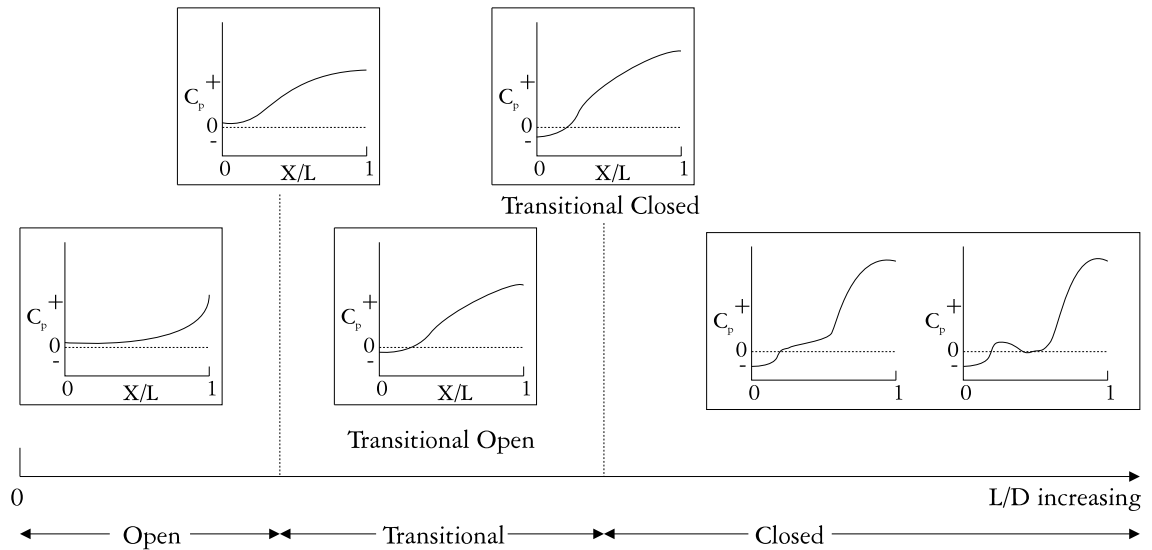 +
Cₚ
0
-
0
X/L
1
+
Cₚ
0
-
0
X/L
1
Transitional Closed
+
Cₚ
0
-
0
X/L
1
+
Cₚ
0
-
0
X/L
1
Transitional Open
+
Cₚ
0
-
0
1
+
Cₚ
0
-
0
1
0
L/D increasing
Open
Transitional
Closed